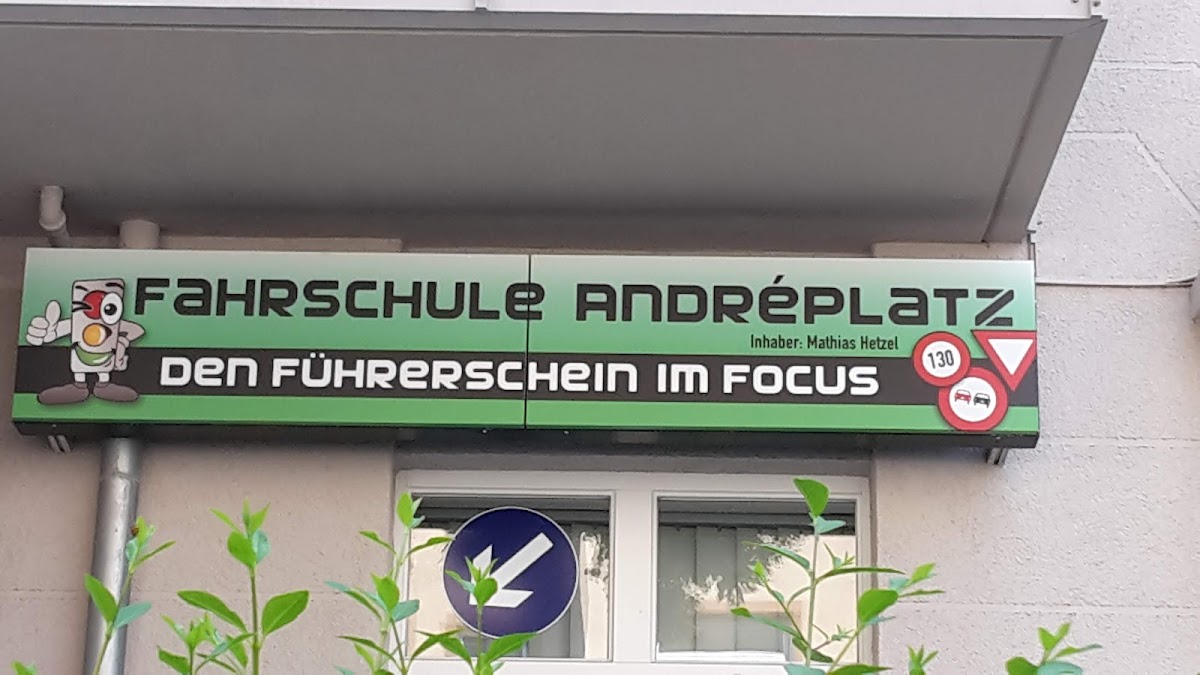 FaHRSCHULe ANDRéPLaTZ
Inhaber: Mathias Hetzel
DeN FÜHRerSCHeIN IM FOCUS
130